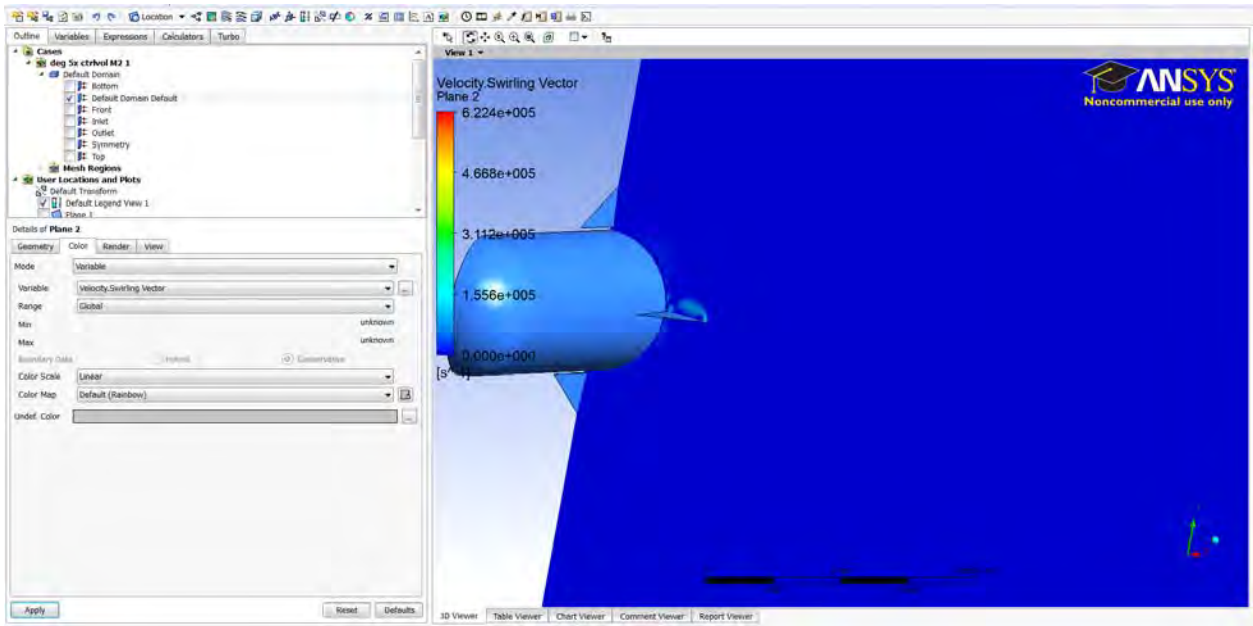 Location
Outline Variables Expressions Calculators Turbo
Cases
deg 5x ctrlvol M2 1
Default Domain
Bottom
Default Domain Default
Front
Inlet
Outlet
Symmetry
Top
Mesh Regions
User Locations and Plots
Default Transform
Default Legend View 1
Plane 1
Details of Plane 2
Geometry Color Render View
Mode Variable
Variable Velocity.Swirling Vector ...
Range Global
Min unknown
Max unknown
Boundary Data Hybrid Conservative
Color Scale Linear
Color Map Default (Rainbow)
Undef. Color ...
Apply Reset Defaults
View 1
Velocity.Swirling Vector
Plane 2
6.224e+005
4.668e+005
3.112e+005
1.556e+005
0.000e+000
ANSYS
Noncommercial use only
3D Viewer Table Viewer Chart Viewer Comment Viewer Report Viewer